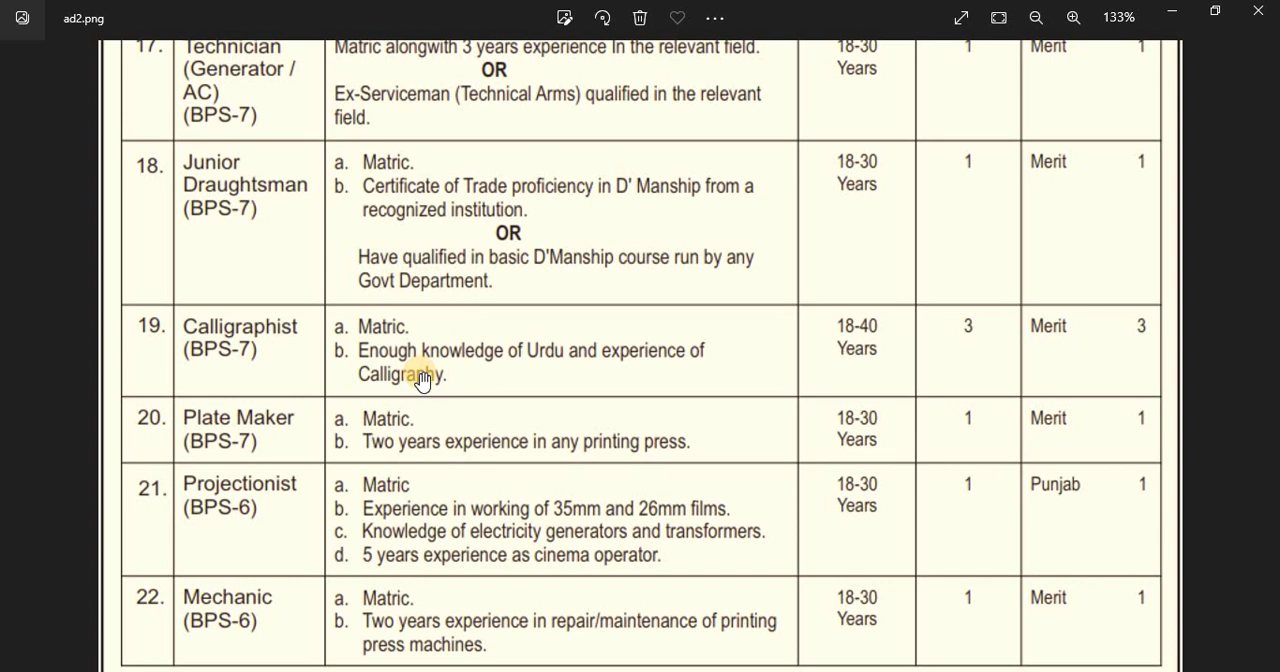 ad2.png
133%
17. Technician Matric alongwith 3 years experience In the relevant field. 18-30 1 Merit 1
(Generator / OR Years
AC) Ex-Serviceman (Technical Arms) qualified in the relevant
(BPS-7) field.
18. Junior a. Matric. 18-30 1 Merit 1
Draughtsman b. Certificate of Trade proficiency in D' Manship from a Years
(BPS-7) recognized institution.
OR
Have qualified in basic D'Manship course run by any
Govt Department.
19. Calligraphist a. Matric. 18-40 3 Merit 3
(BPS-7) b. Enough knowledge of Urdu and experience of Years
Calligraphy.
20. Plate Maker a. Matric. 18-30 1 Merit 1
(BPS-7) b. Two years experience in any printing press. Years
21. Projectionist a. Matric 18-30 1 Punjab 1
(BPS-6) b. Experience in working of 35mm and 26mm films. Years
c. Knowledge of electricity generators and transformers.
d. 5 years experience as cinema operator.
22. Mechanic a. Matric. 18-30 1 Merit 1
(BPS-6) b. Two years experience in repair/maintenance of printing Years
press machines.